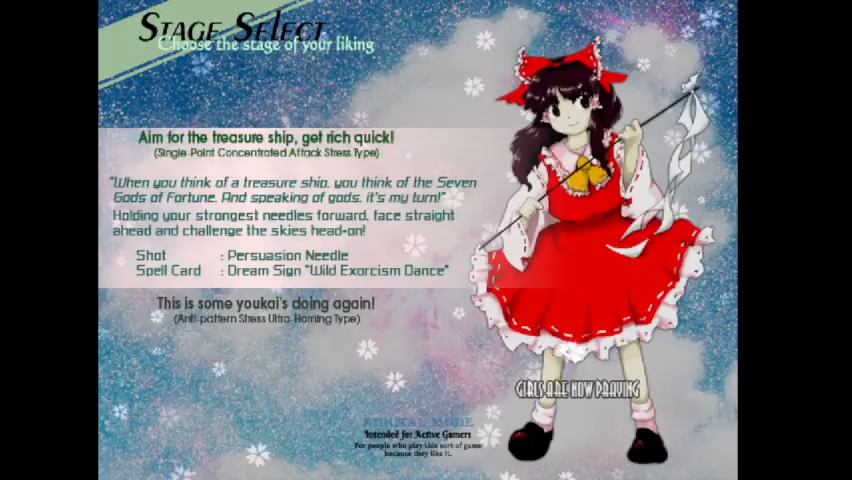 Stage Select
Choose the stage of your liking
Aim for the treasure ship, get rich quick!
(Single-Point Concentrated Attack Stress Type)
"When you think of a treasure ship, you think of the Seven
Gods of Fortune. And speaking of gods, it's my turn!"
Holding your strongest needles forward, face straight
ahead and challenge the skies head-on!
Shot : Persuasion Needle
Spell Card : Dream Sign "Wild Exorcism Dance"
This is some youkai's doing again!
(Anti-pattern Stress Ultra-Homing Type)
GIRLS ARE NOW PRAYING
MODE
Intended for Active Gamers
For people who play this sort of game
because they like it.